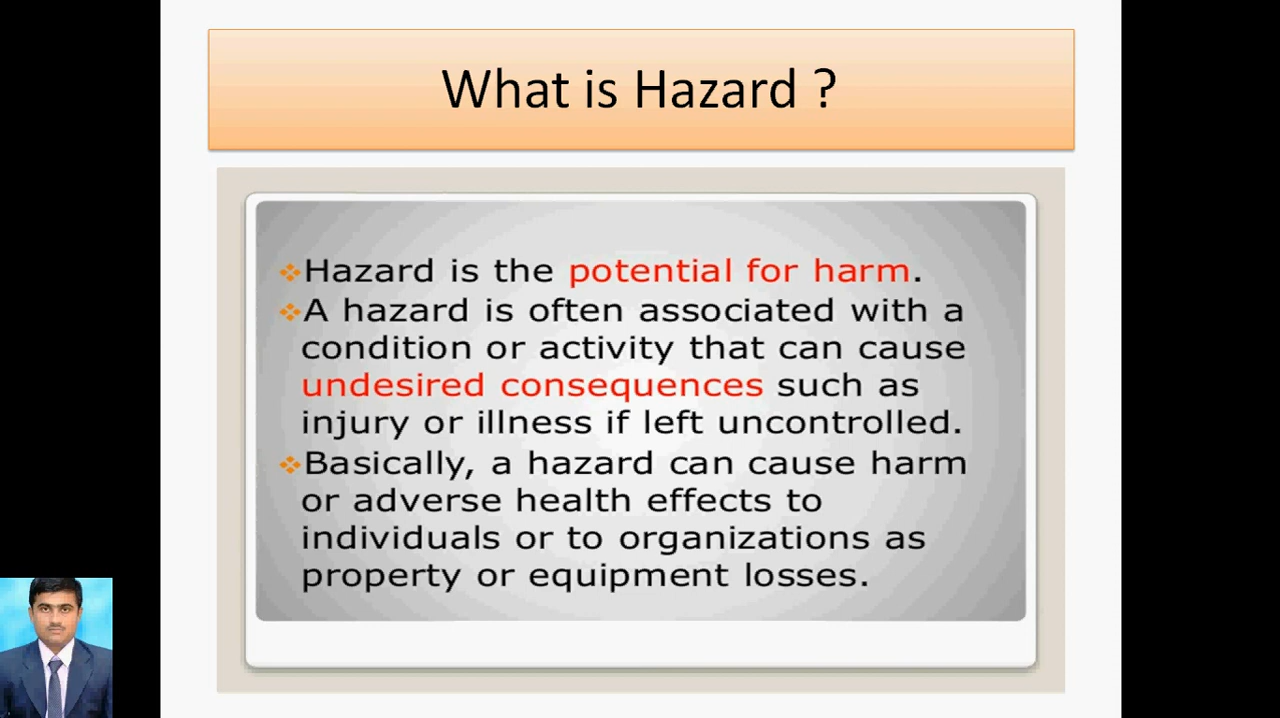 What is Hazard ?
❖Hazard is the potential for harm.
❖A hazard is often associated with a
condition or activity that can cause
undesired consequences such as
injury or illness if left uncontrolled.
❖Basically, a hazard can cause harm
or adverse health effects to
individuals or to organizations as
property or equipment losses.